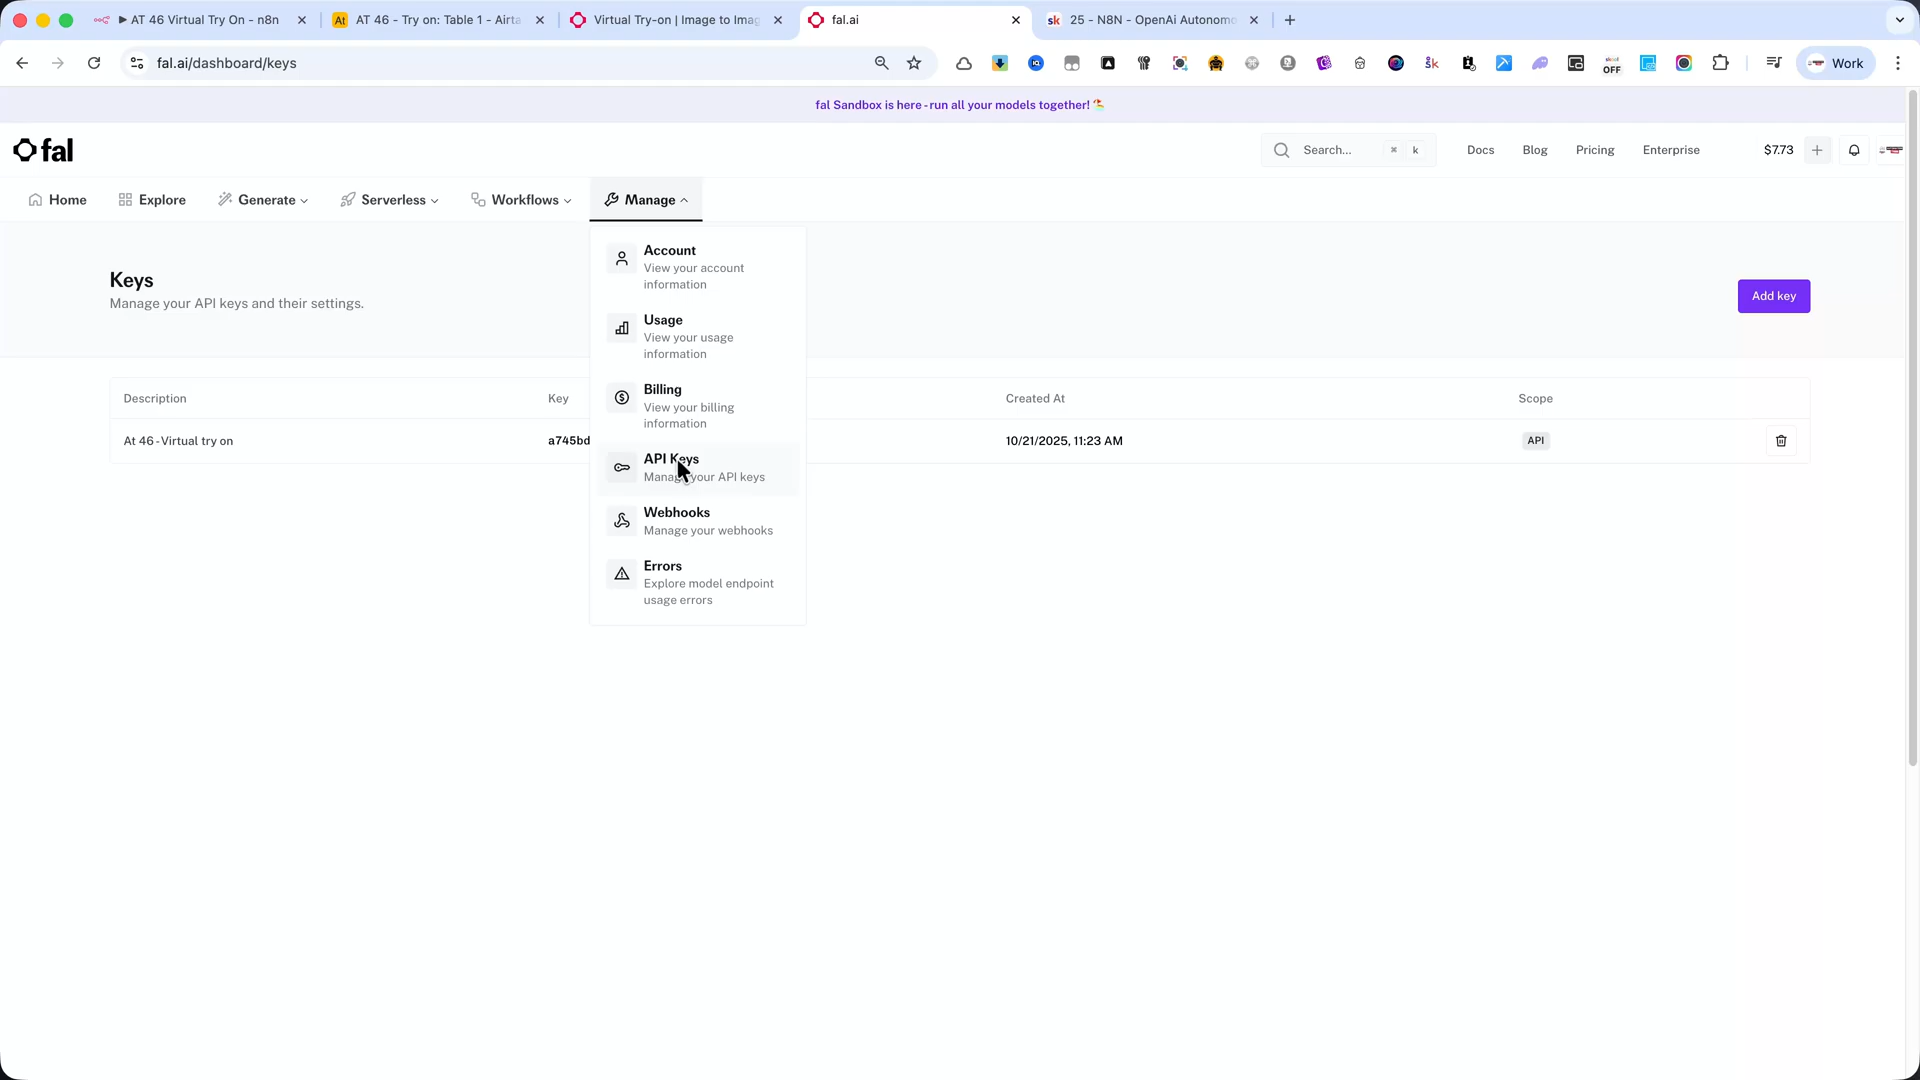 AT 46 Virtual Try On - n8n
AT 46 - Try on: Table 1 - Airta
Virtual Try-on | Image to Imag
fal.ai
sk 25 - N8N - OpenAi Autonomo
fal.ai/dashboard/keys
OFF
Work
fal Sandbox is here - run all your models together!
fal
Search...
⌘ k
Docs
Blog
Pricing
Enterprise
$7.73
Home
Explore
Generate
Serverless
Workflows
Manage
Account
View your account
information
Usage
View your usage
information
Billing
View your billing
information
API Keys
Manage your API keys
Webhooks
Manage your webhooks
Errors
Explore model endpoint
usage errors
Keys
Manage your API keys and their settings.
Add key
Description
Key
Created At
Scope
At 46 - Virtual try on
a745bd
10/21/2025, 11:23 AM
API